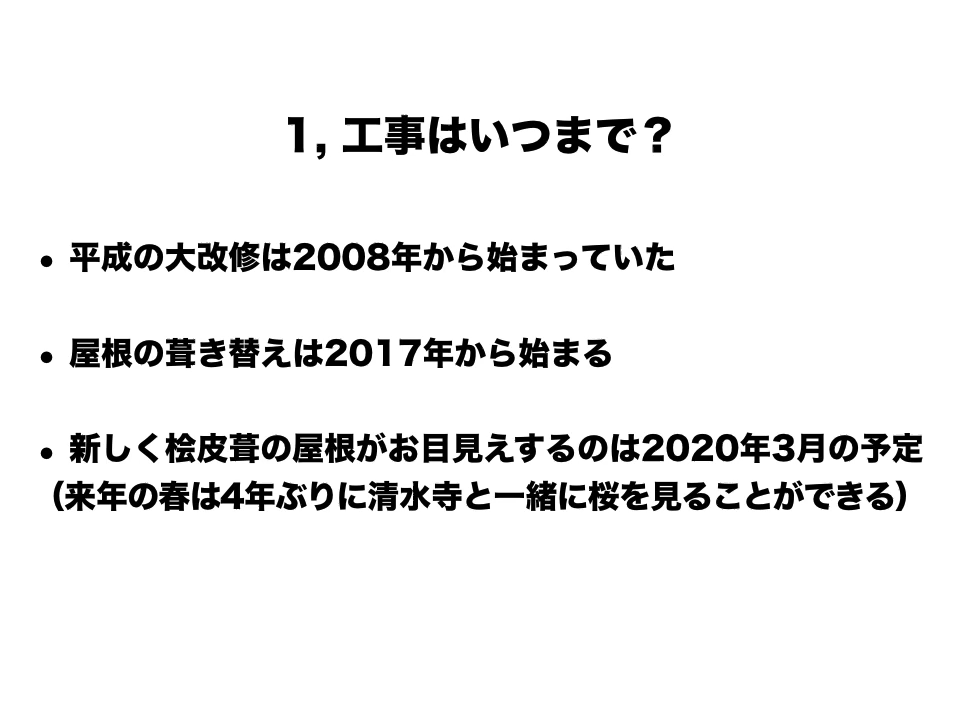 1, 工事はいつまで？
• 平成の大改修は2008年から始まっていた
• 屋根の葺き替えは2017年から始まる
• 新しく桧皮葺の屋根がお目見えするのは2020年3月の予定
（来年の春は4年ぶりに清水寺と一緒に桜を見ることができる）